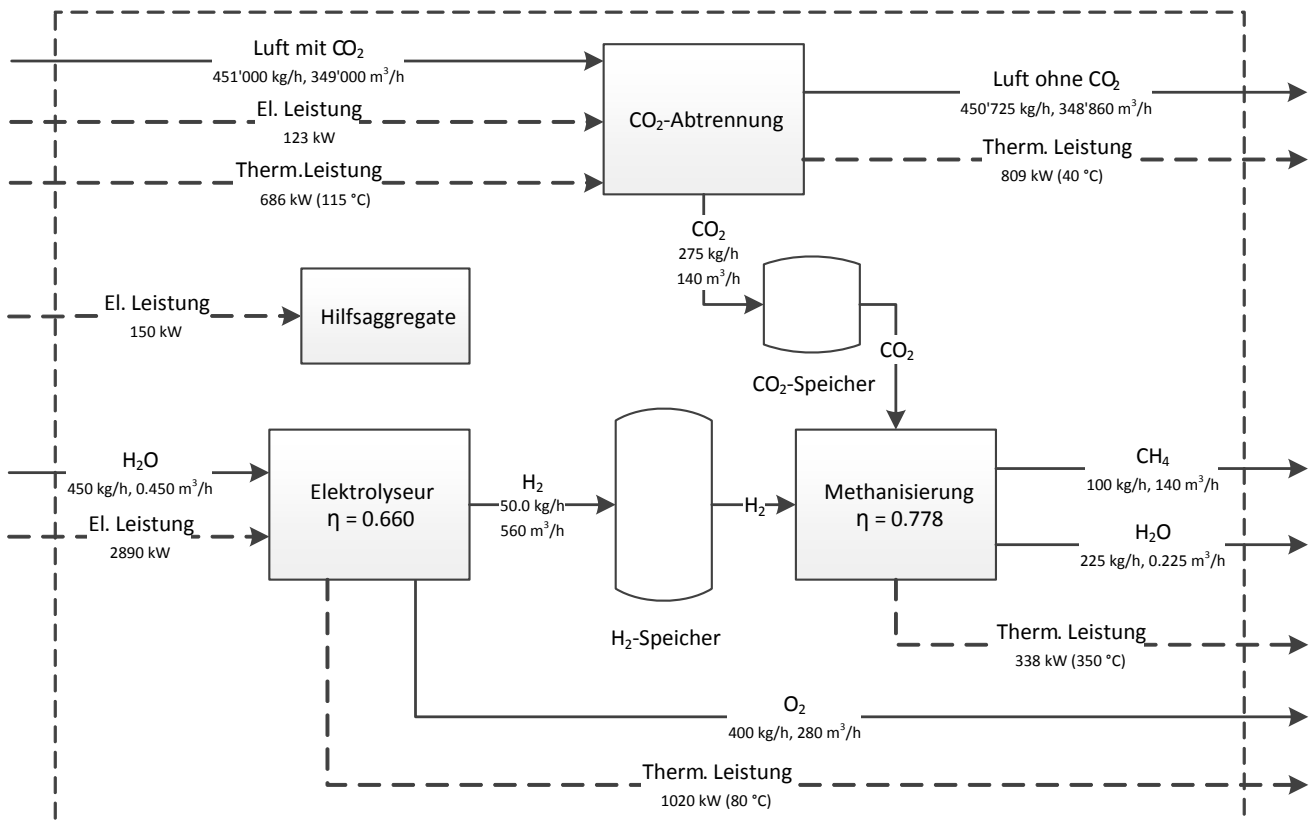 Luft mit CO₂
451'000 kg/h, 349'000 m³/h
El. Leistung
123 kW
Therm.Leistung
686 kW (115 °C)
CO₂-Abtrennung
Luft ohne CO₂
450'725 kg/h, 348'860 m³/h
Therm. Leistung
809 kW (40 °C)
CO₂
275 kg/h
140 m³/h
El. Leistung
150 kW
Hilfsaggregate
CO₂
CO₂-Speicher
H₂O
450 kg/h, 0.450 m³/h
El. Leistung
2890 kW
Elektrolyseur
η = 0.660
H₂
50.0 kg/h
560 m³/h
H₂
H₂-Speicher
Methanisierung
η = 0.778
CH₄
100 kg/h, 140 m³/h
H₂O
225 kg/h, 0.225 m³/h
Therm. Leistung
338 kW (350 °C)
O₂
400 kg/h, 280 m³/h
Therm. Leistung
1020 kW (80 °C)